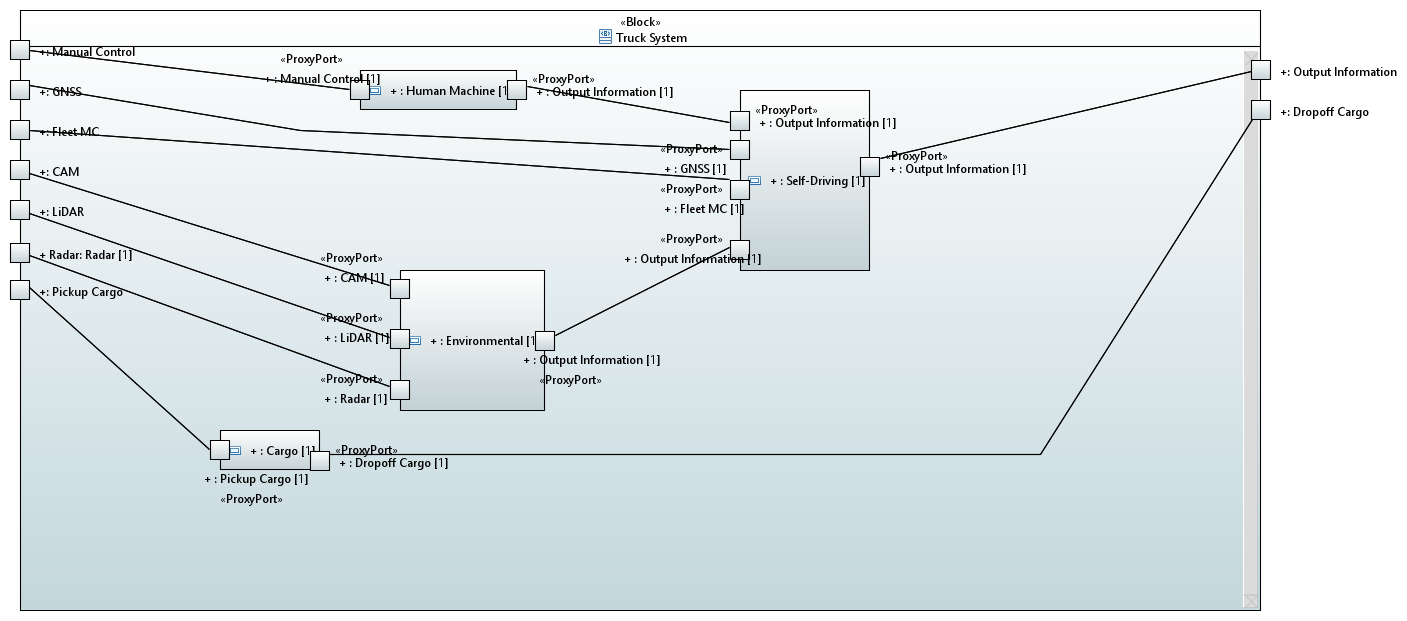 «Block»
Truck System
+: Manual Control
+: GNSS
+: Fleet MC
+: CAM
+: LiDAR
+ Radar: Radar [1]
+: Pickup Cargo
«ProxyPort»
+ : Manual Control [1]
+ : Human Machine [1
«ProxyPort»
+ : Output Information [1]
«ProxyPort»
+ : Output Information [1]
«ProxyPort»
+ : GNSS [1]
«ProxyPort»
+ : Fleet MC [1]
+ : Self-Driving [1]
«ProxyPort»
+ : Output Information [1]
«ProxyPort»
+ : Output Information [1]
+: Output Information
+: Dropoff Cargo
«ProxyPort»
+ : CAM [1]
«ProxyPort»
+ : LiDAR [1]
+ : Environmental [1
«ProxyPort»
+ : Radar [1]
+ : Output Information [1]
«ProxyPort»
+ : Cargo [1]
«ProxyPort»
+ : Dropoff Cargo [1]
+ : Pickup Cargo [1]
«ProxyPort»